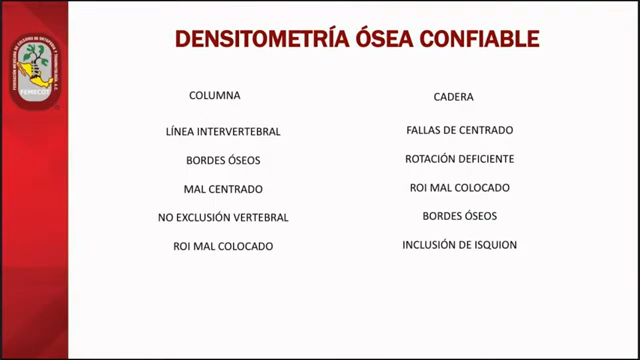 DENSITOMETRÍA ÓSEA CONFIABLE
COLUMNA
LÍNEA INTERVERTEBRAL
BORDES ÓSEOS
MAL CENTRADO
NO EXCLUSIÓN VERTEBRAL
ROI MAL COLOCADO
CADERA
FALLAS DE CENTRADO
ROTACIÓN DEFICIENTE
ROI MAL COLOCADO
BORDES ÓSEOS
INCLUSIÓN DE ISQUION
FEMECOT